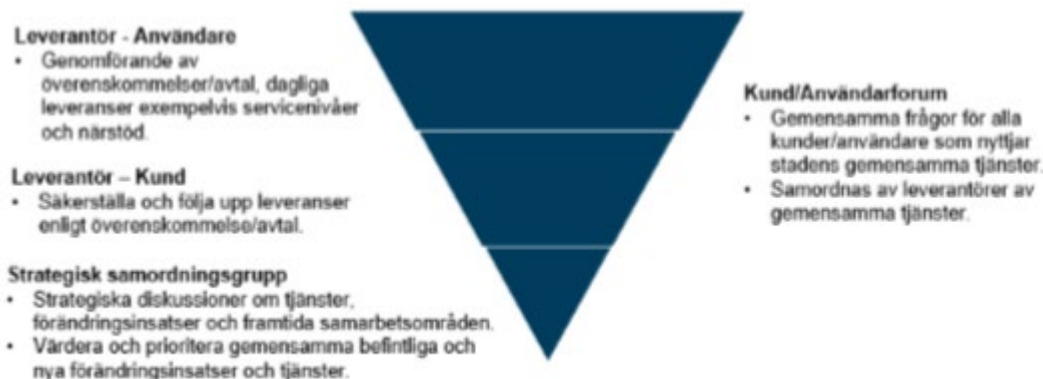 Leverantör - Användare
• Genomförande av
överenskommelser/avtal, dagliga
leveranser exempelvis servicenivåer
och närstöd.
Leverantör – Kund
• Säkerställa och följa upp leveranser
enligt överenskommelse/avtal.
Strategisk samordningsgrupp
• Strategiska diskussioner om tjänster,
förändringsinsatser och framtida samarbetsområden.
• Värdera och prioritera gemensamma befintliga och
nya förändringsinsatser och tjänster.
Kund/Användarforum
• Gemensamma frågor för alla
kunder/användare som nyttjar
stadens gemensamma tjänster.
• Samordnas av leverantörer av
gemensamma tjänster.